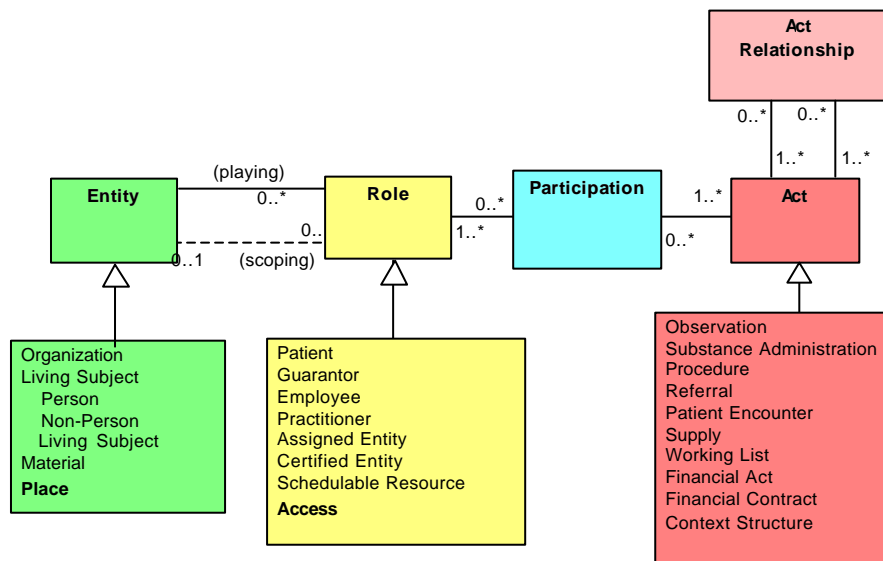 Act
Relationship
0..*
0..*
1..*
1..*
(playing)
0..*
Entity
Role
Participation
Act
0..*
1..*
1..*
0..*
0..
0..1
(scoping)
Organization
Living Subject
Person
Non-Person
Living Subject
Material
Place
Patient
Guarantor
Employee
Practitioner
Assigned Entity
Certified Entity
Schedulable Resource
Access
Observation
Substance Administration
Procedure
Referral
Patient Encounter
Supply
Working List
Financial Act
Financial Contract
Context Structure